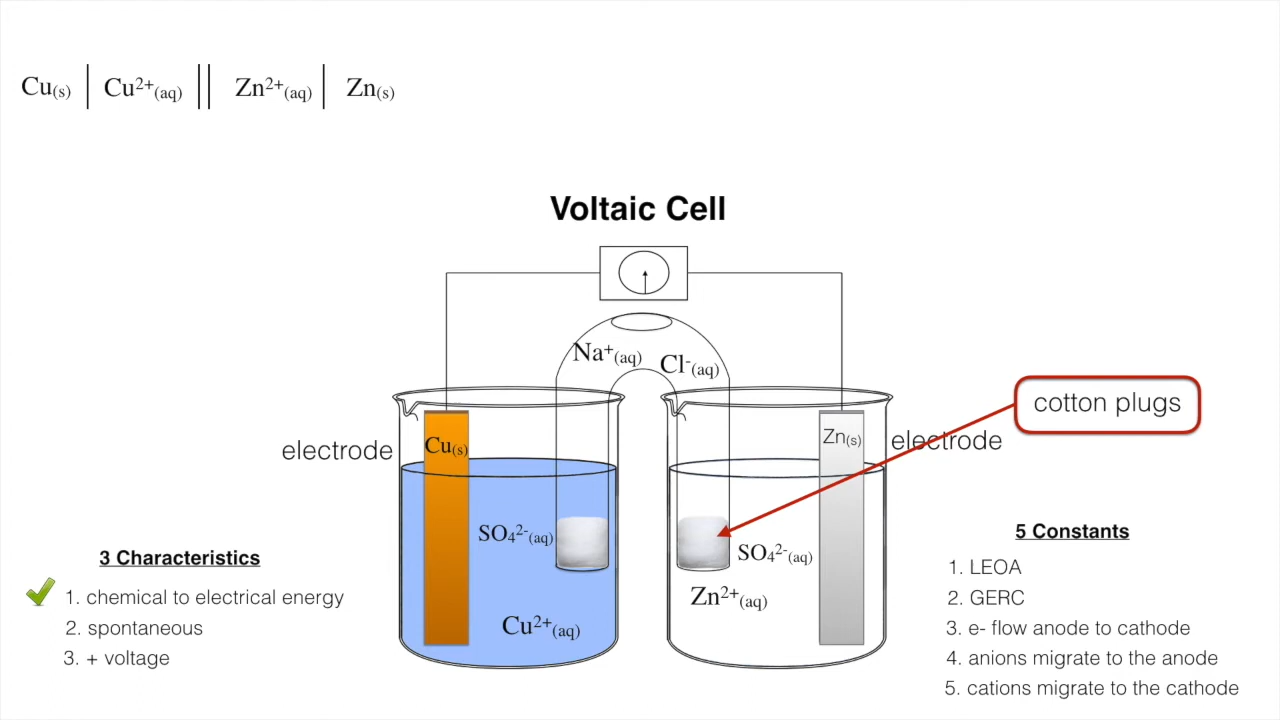 Cu(s) | Cu²⁺(aq) || Zn²⁺(aq) | Zn(s)
Voltaic Cell
Na⁺(aq) Cl⁻(aq)
cotton plugs
electrode
Cu(s)
Zn(s)
electrode
SO₄²⁻(aq)
SO₄²⁻(aq)
Zn²⁺(aq)
Cu²⁺(aq)
3 Characteristics
1. chemical to electrical energy
2. spontaneous
3. + voltage
5 Constants
1. LEOA
2. GERC
3. e- flow anode to cathode
4. anions migrate to the anode
5. cations migrate to the cathode